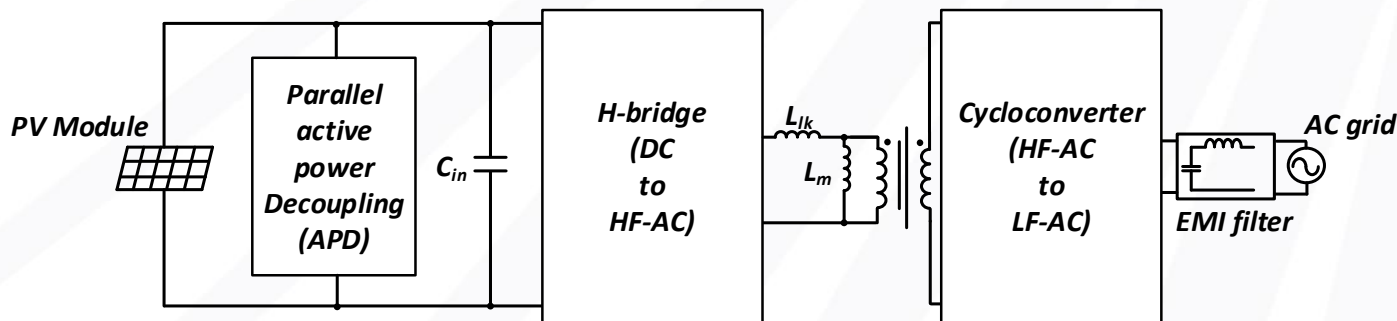 PV Module
Parallel
active
power
Decoupling
(APD)
C_in
H-bridge
(DC
to
HF-AC)
L_lk
L_m
Cycloconverter
(HF-AC
to
LF-AC)
EMI filter
AC grid